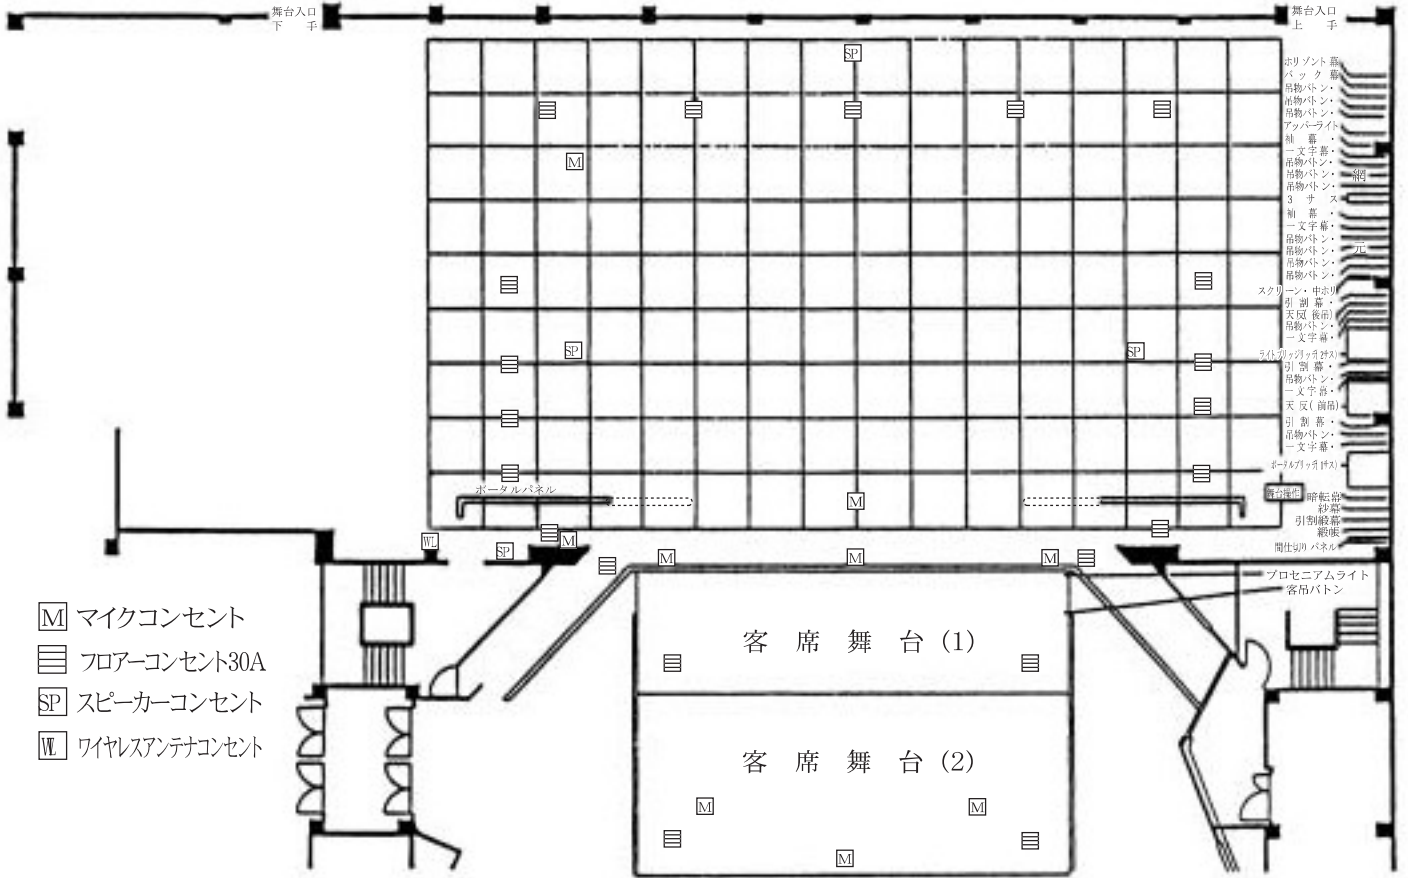 舞台入口
下　手
舞台入口
上　手
SP
ホリゾント幕
バック幕
吊物バトン・
吊物バトン・
吊物バトン・
アッパーライト
袖　幕・
一文字幕・
吊物バトン・
吊物バトン・
吊物バトン・
3　サ　ス
袖　幕・
一文字幕・
吊物バトン・
吊物バトン・
吊物バトン・
吊物バトン・
スクリーン・中ホリ
引割幕・
天反(後吊)
吊物バトン・
一文字幕・
ライトブリッジ(2サス)
引割幕・
吊物バトン・
一文字幕・
天反(前吊)
引割幕・
吊物バトン・
一文字幕・
ポータルブリッジ(1サス)
舞台操作
暗転幕
紗幕
引割緞幕
緞帳
間仕切りパネル
綱
元
M
SP
SP
ポータルパネル
M
WL
SP
M
M
M
M
プロセニアムライト
客吊バトン
M マイクコンセント
フロアーコンセント30A
SP スピーカーコンセント
WL ワイヤレスアンテナコンセント
客　席　舞　台 (1)
客　席　舞　台 (2)
M
M
M